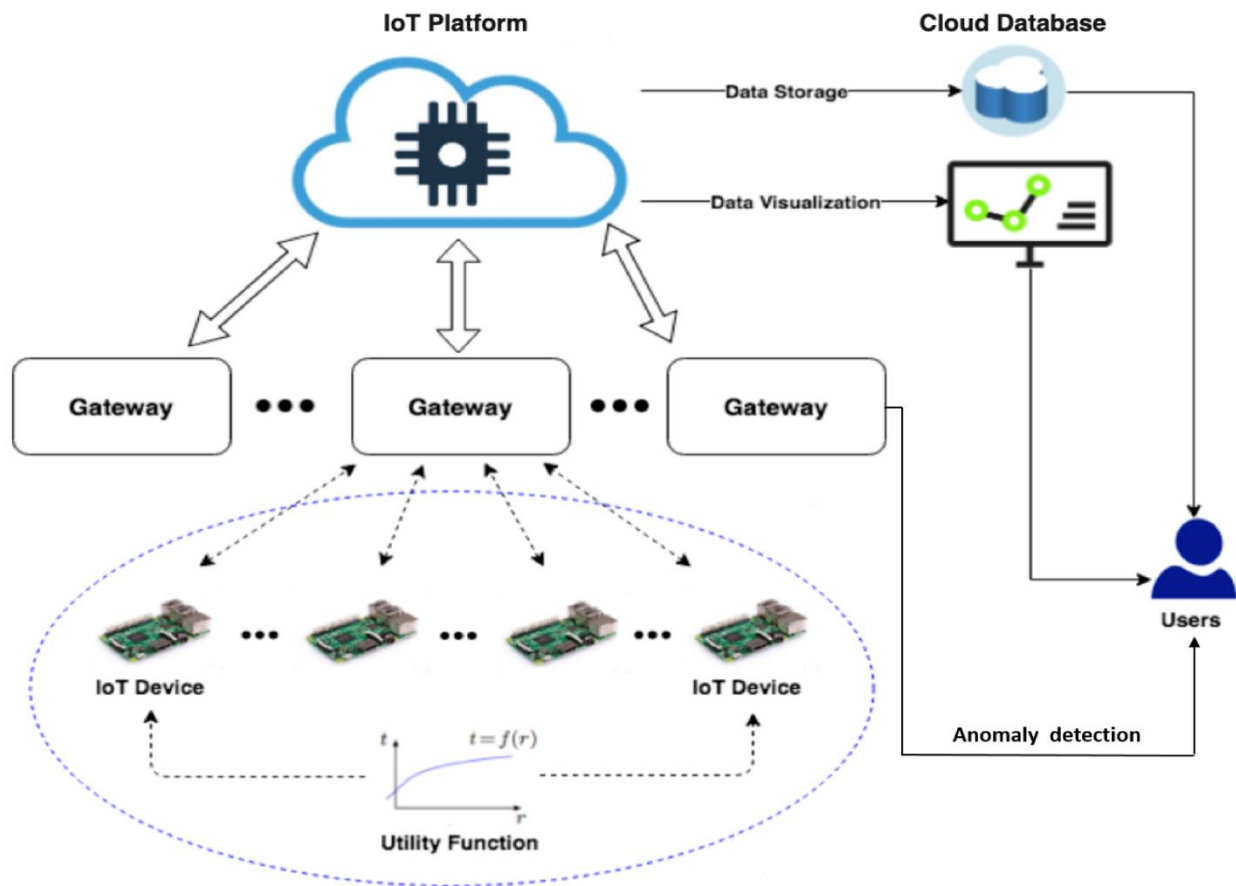 IoT Platform
Cloud Database
Data Storage
Data Visualization
Gateway
Gateway
Gateway
Users
IoT Device
IoT Device
t
t=f(r)
r
Utility Function
Anomaly detection